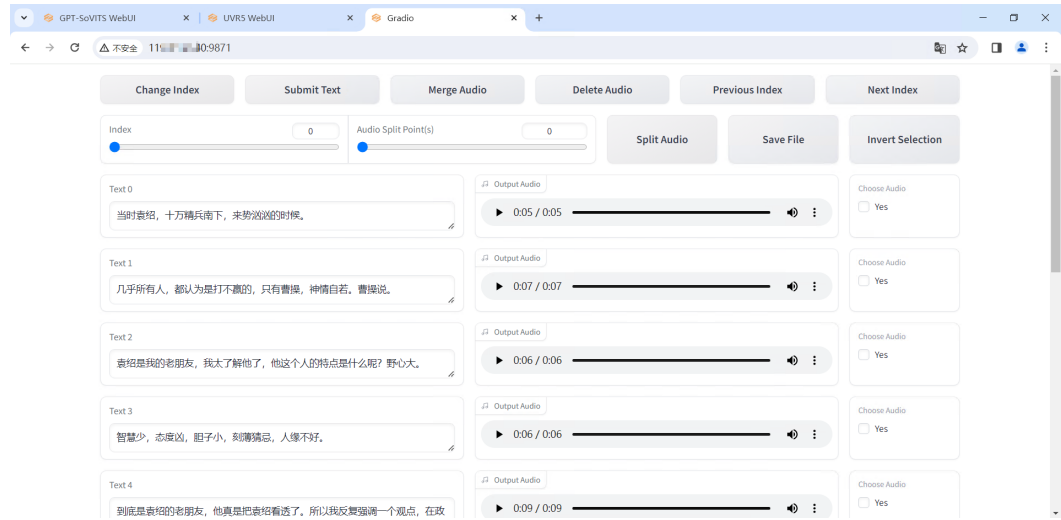 GPT-SoVITS WebUI
UVR5 WebUI
Gradio
不安全
0:9871
Change Index
Submit Text
Merge Audio
Delete Audio
Previous Index
Next Index
Index
0
Audio Split Point(s)
0
Split Audio
Save File
Invert Selection
Text 0
Output Audio
Choose Audio
当时袁绍，十万精兵南下，来势汹汹的时候。
0:05 / 0:05
Yes
Text 1
Output Audio
Choose Audio
几乎所有人，都认为是打不赢的，只有曹操，神情自若。曹操说。
0:07 / 0:07
Yes
Text 2
Output Audio
Choose Audio
袁绍是我的老朋友，我太了解他了，他这个人的特点是什么呢？野心大。
0:06 / 0:06
Yes
Text 3
Output Audio
Choose Audio
智慧少，态度凶，胆子小，刻薄猜忌，人缘不好。
0:06 / 0:06
Yes
Text 4
Output Audio
Choose Audio
到底是袁绍的老朋友，他真是把袁绍看透了。所以我反复强调一个观点，在政
0:09 / 0:09
Yes